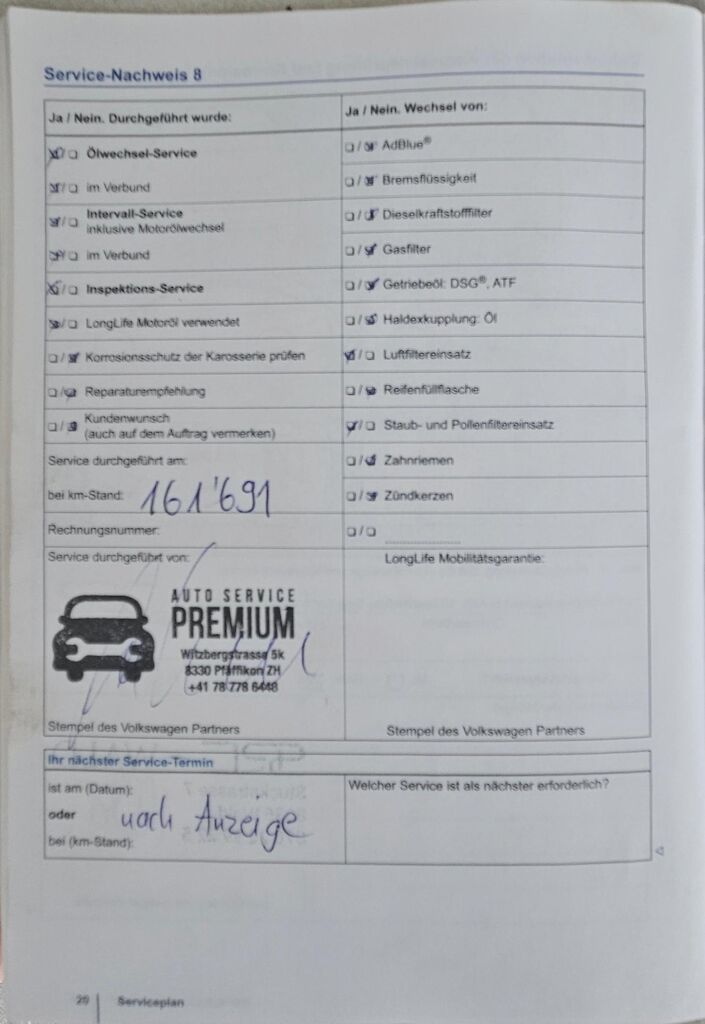 Service-Nachweis 8
Ja / Nein. Durchgeführt wurde:
Ölwechsel-Service
im Verbund
Intervall-Service
inklusive Motorölwechsel
im Verbund
Inspektions-Service
LongLife Motoröl verwendet
Korrosionsschutz der Karosserie prüfen
Reparaturempfehlung
Kundenwunsch
(auch auf dem Auftrag vermerken)
Service durchgeführt am:
bei km-Stand: 161'691
Rechnungsnummer:
Service durchgeführt von:
AUTO SERVICE
PREMIUM
Witzbergstrasse 5k
8330 Pfäffikon ZH
+41 78 778 6448
Stempel des Volkswagen Partners
Ja / Nein. Wechsel von:
AdBlue®
Bremsflüssigkeit
Dieselkraftstofffilter
Gasfilter
Getriebeöl: DSG®, ATF
Haldexkupplung: Öl
Luftfiltereinsatz
Reifenfüllflasche
Staub- und Pollenfiltereinsatz
Zahnriemen
Zündkerzen
LongLife Mobilitätsgarantie:
Stempel des Volkswagen Partners
Ihr nächster Service-Termin
ist am (Datum):
oder nach Anzeige
bei (km-Stand):
Welcher Service ist als nächster erforderlich?
20 Serviceplan